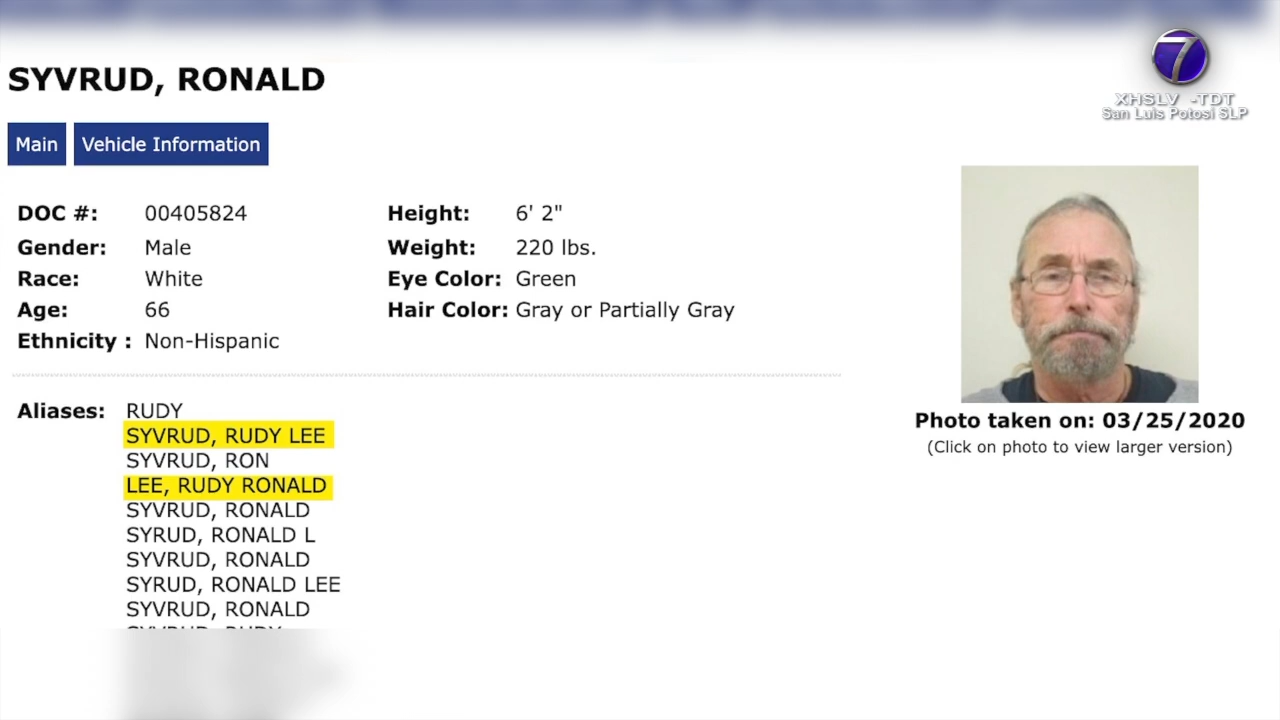 7
XHSLV -TDT
San Luis Potosi SLP
SYVRUD, RONALD
Main Vehicle Information
DOC #: 00405824 Height: 6' 2"
Gender: Male Weight: 220 lbs.
Race: White Eye Color: Green
Age: 66 Hair Color: Gray or Partially Gray
Ethnicity : Non-Hispanic
Aliases: RUDY
SYVRUD, RUDY LEE
SYVRUD, RON
LEE, RUDY RONALD
SYVRUD, RONALD
SYRUD, RONALD L
SYVRUD, RONALD
SYRUD, RONALD LEE
SYVRUD, RONALD
Photo taken on: 03/25/2020
(Click on photo to view larger version)